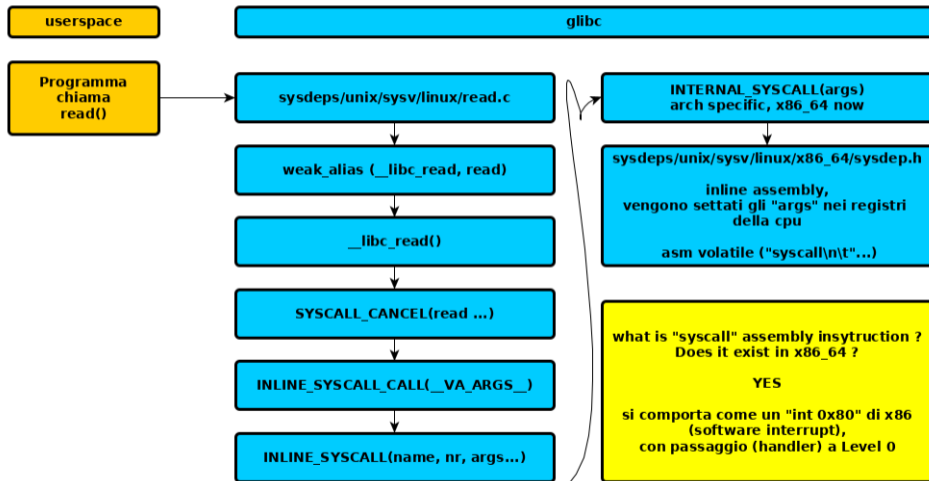 userspace
glibc
Programma
chiama
read()
sysdeps/unix/sysv/linux/read.c
weak_alias (__libc_read, read)
__libc_read()
SYSCALL_CANCEL(read ...)
INLINE_SYSCALL_CALL(__VA_ARGS__)
INLINE_SYSCALL(name, nr, args...)
INTERNAL_SYSCALL(args)
arch specific, x86_64 now
sysdeps/unix/sysv/linux/x86_64/sysdep.h
inline assembly,
vengono settati gli "args" nei registri
della cpu
asm volatile ("syscall\n\t"...)
what is "syscall" assembly insytruction ?
Does it exist in x86_64 ?
YES
si comporta come un "int 0x80" di x86
(software interrupt),
con passaggio (handler) a Level 0